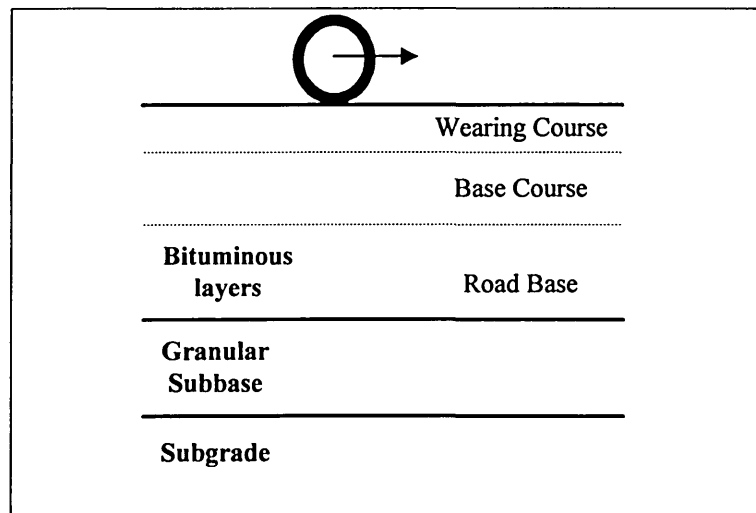 Wearing Course
Base Course
Bituminous
layers
Road Base
Granular
Subbase
Subgrade